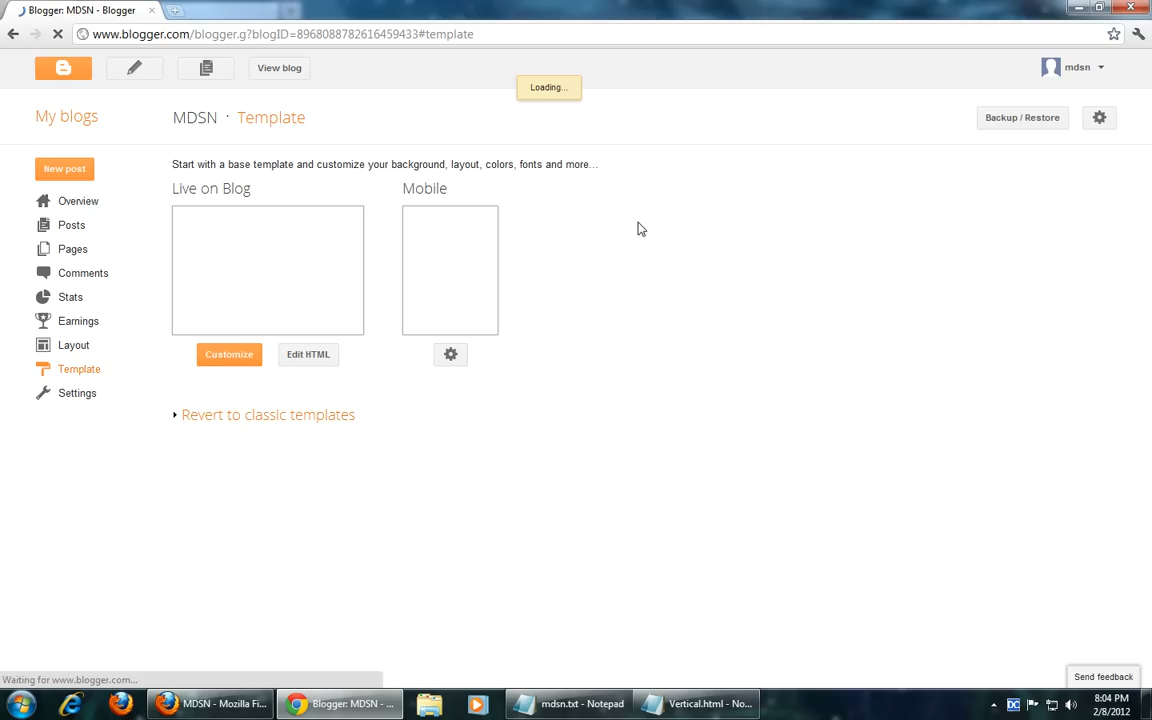 Blogger: MDSN - Blogger
www.blogger.com/blogger.g?blogID=8968088782616459433#template
View blog
Loading...
mdsn
My blogs
MDSN · Template
Backup / Restore
New post
Start with a base template and customize your background, layout, colors, fonts and more...
Live on Blog
Mobile
Overview
Posts
Pages
Comments
Stats
Earnings
Layout
Template
Settings
Customize
Edit HTML
Revert to classic templates
Waiting for www.blogger.com...
Send feedback
MDSN - Mozilla Fi...
Blogger: MDSN - ...
mdsn.txt - Notepad
Vertical.html - No...
DC
8:04 PM
2/8/2012